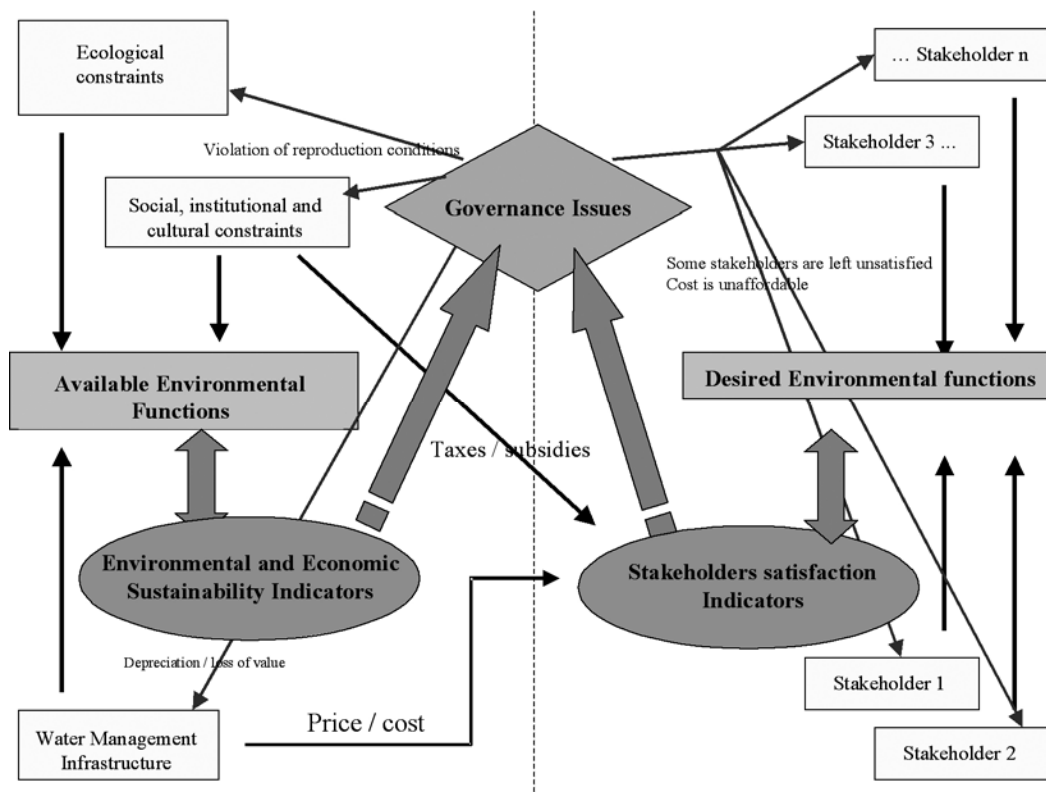 Ecological
constraints
… Stakeholder n
Stakeholder 3 ...
Violation of reproduction conditions
Social, institutional and
cultural constraints
Governance Issues
Some stakeholders are left unsatisfied
Cost is unaffordable
Available Environmental
Functions
Desired Environmental functions
Taxes / subsidies
Environmental and Economic
Sustainability Indicators
Stakeholders satisfaction
Indicators
Depreciation / loss of value
Stakeholder 1
Price / cost
Water Management
Infrastructure
Stakeholder 2